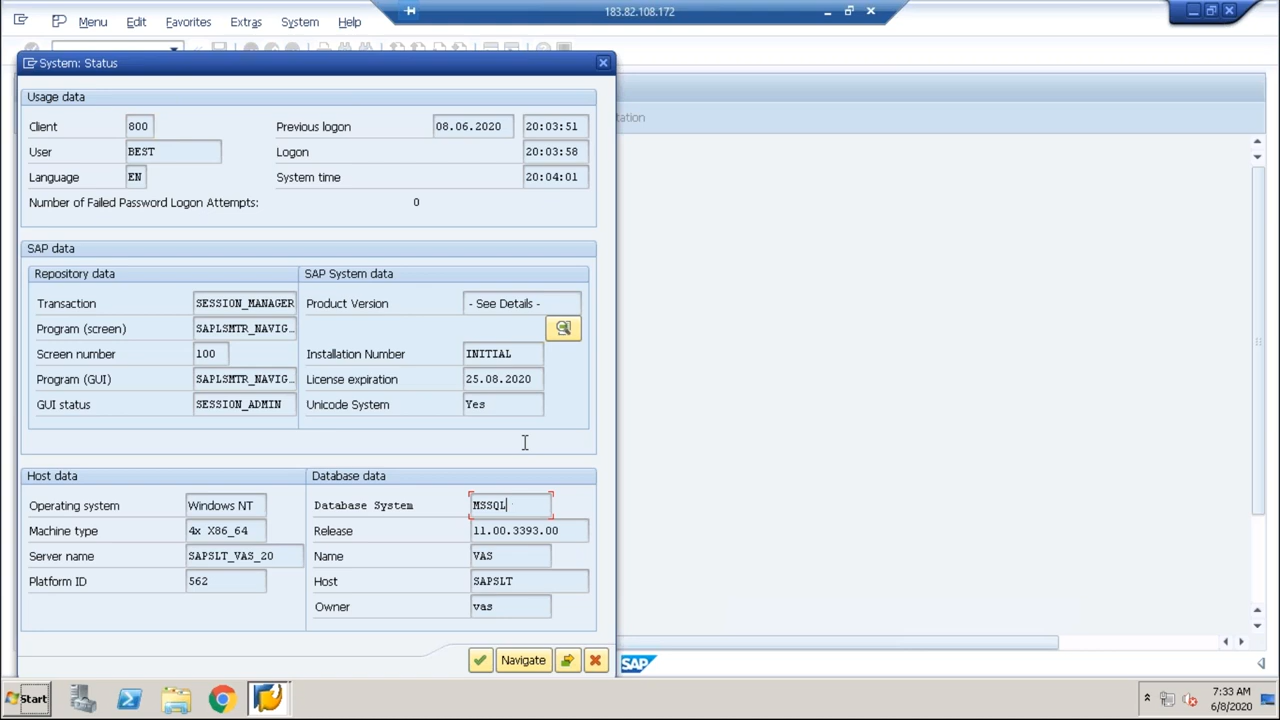 183.82.108.172
Menu Edit Favorites Extras System Help
System: Status
Usage data
Client 800 Previous logon 08.06.2020 20:03:51
User BEST Logon 20:03:58
Language EN System time 20:04:01
Number of Failed Password Logon Attempts: 0
SAP data
Repository data SAP System data
Transaction SESSION_MANAGER Product Version - See Details -
Program (screen) SAPLSMTR_NAVIG...
Screen number 100 Installation Number INITIAL
Program (GUI) SAPLSMTR_NAVIG... License expiration 25.08.2020
GUI status SESSION_ADMIN Unicode System Yes
Host data Database data
Operating system Windows NT Database System MSSQL
Machine type 4x X86_64 Release 11.00.3393.00
Server name SAPSLT_VAS_20 Name VAS
Platform ID 562 Host SAPSLT
Owner vas
Navigate
SAP
Start
7:33 AM
6/8/2020